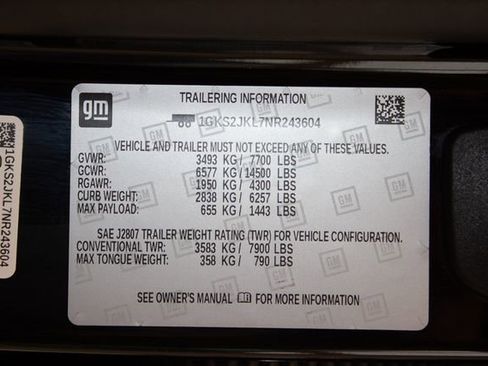 gm
TRAILERING INFORMATION
1GKS2JKL7NR243604
VEHICLE AND TRAILER MUST NOT EXCEED ANY OF THESE VALUES.
GVWR: 3493 KG / 7700 LBS
GCWR: 6577 KG / 14500 LBS
RGAWR: 1950 KG / 4300 LBS
CURB WEIGHT: 2838 KG / 6257 LBS
MAX PAYLOAD: 655 KG / 1443 LBS
SAE J2807 TRAILER WEIGHT RATING (TWR) FOR VEHICLE CONFIGURATION.
CONVENTIONAL TWR: 3583 KG / 7900 LBS
MAX TONGUE WEIGHT: 358 KG / 790 LBS
SEE OWNER'S MANUAL FOR MORE INFORMATION
1GKS2JKL7NR243604